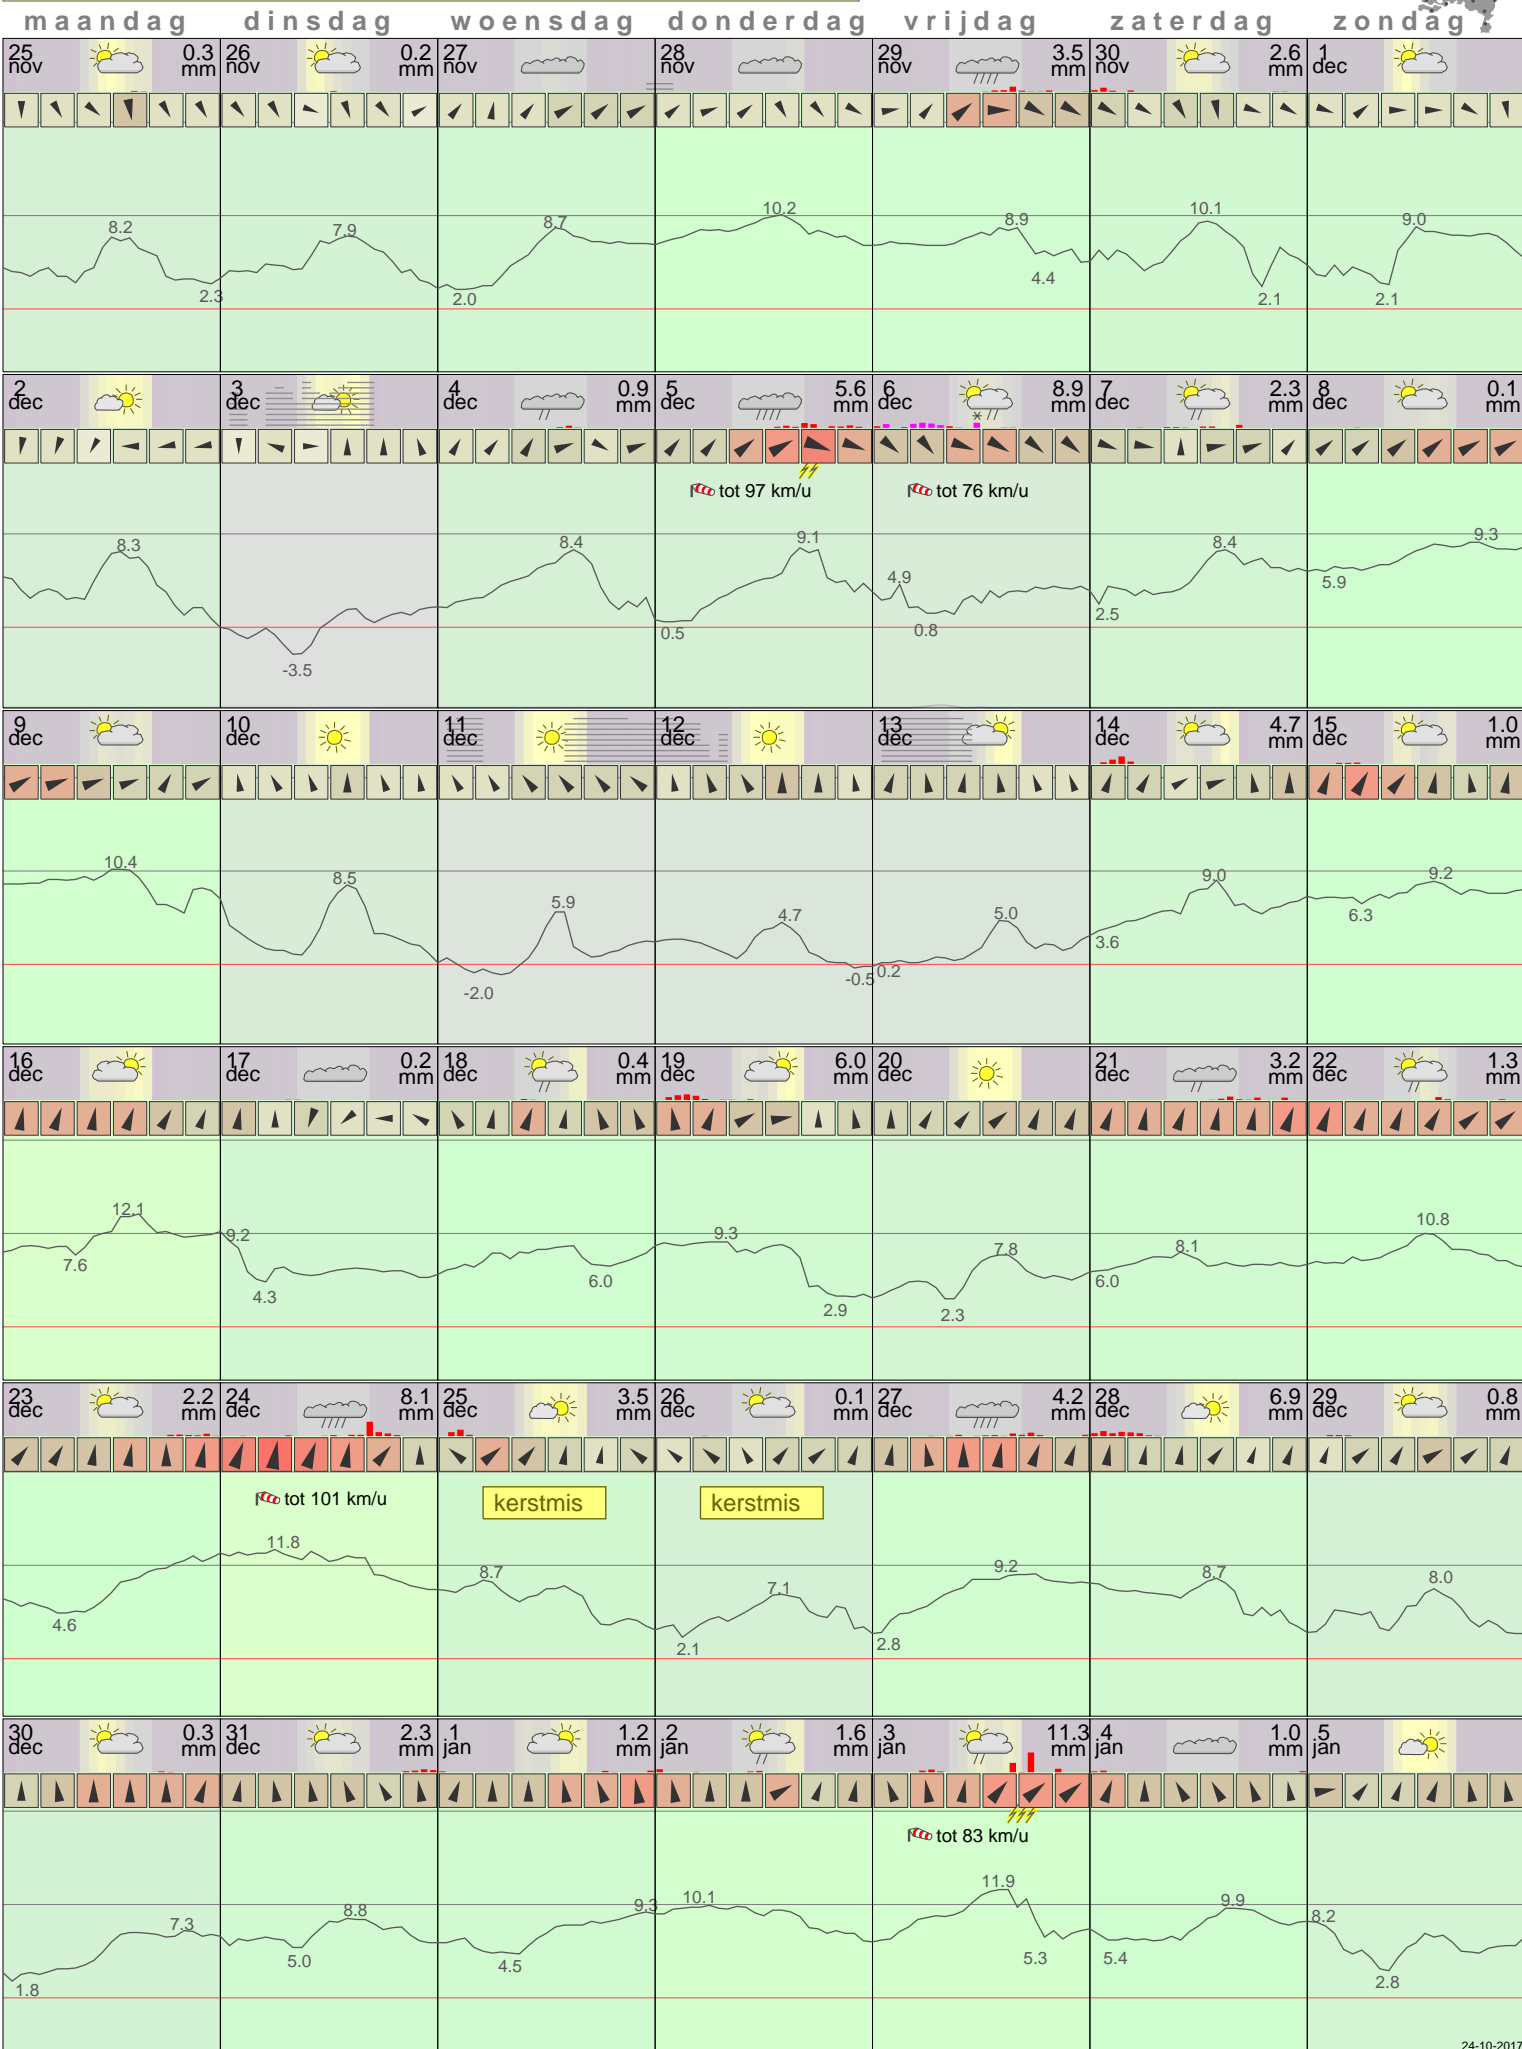 maandag dinsdag woensdag donderdag vrijdag zaterdag zondag
25 nov 0.3 mm 26 nov 0.2 mm 27 nov 28 nov 29 nov 3.5 mm 30 nov 2.6 mm 1 dec
8.2 2.3 7.9 2.0 8.7 10.2 8.9 4.4 10.1 2.1 2.1 9.0
2 dec 3 dec 4 dec 0.9 mm 5 dec 5.6 mm 6 dec 8.9 mm 7 dec 2.3 mm 8 dec 0.1 mm
tot 97 km/u tot 76 km/u
8.3 -3.5 8.4 0.5 9.1 4.9 0.8 2.5 8.4 5.9 9.3
9 dec 10 dec 11 dec 12 dec 13 dec 14 dec 4.7 mm 15 dec 1.0 mm
10.4 8.5 -2.0 5.9 4.7 -0.5 0.2 5.0 3.6 9.0 6.3 9.2
16 dec 17 dec 0.2 mm 18 dec 0.4 mm 19 dec 6.0 mm 20 dec 21 dec 3.2 mm 22 dec 1.3 mm
7.6 12.1 9.2 4.3 6.0 9.3 2.9 2.3 7.8 6.0 8.1 10.8
23 dec 2.2 mm 24 dec 8.1 mm 25 dec 3.5 mm 26 dec 0.1 mm 27 dec 4.2 mm 28 dec 6.9 mm 29 dec 0.8 mm
tot 101 km/u kerstmis kerstmis
4.6 11.8 8.7 2.1 7.1 2.8 9.2 8.7 8.0
30 dec 0.3 mm 31 dec 2.3 mm 1 jan 1.2 mm 2 jan 1.6 mm 3 jan 11.3 mm 4 jan 1.0 mm 5 jan
tot 83 km/u
1.8 7.3 5.0 8.8 4.5 9.3 10.1 11.9 5.3 5.4 9.9 8.2 2.8
24-10-2017